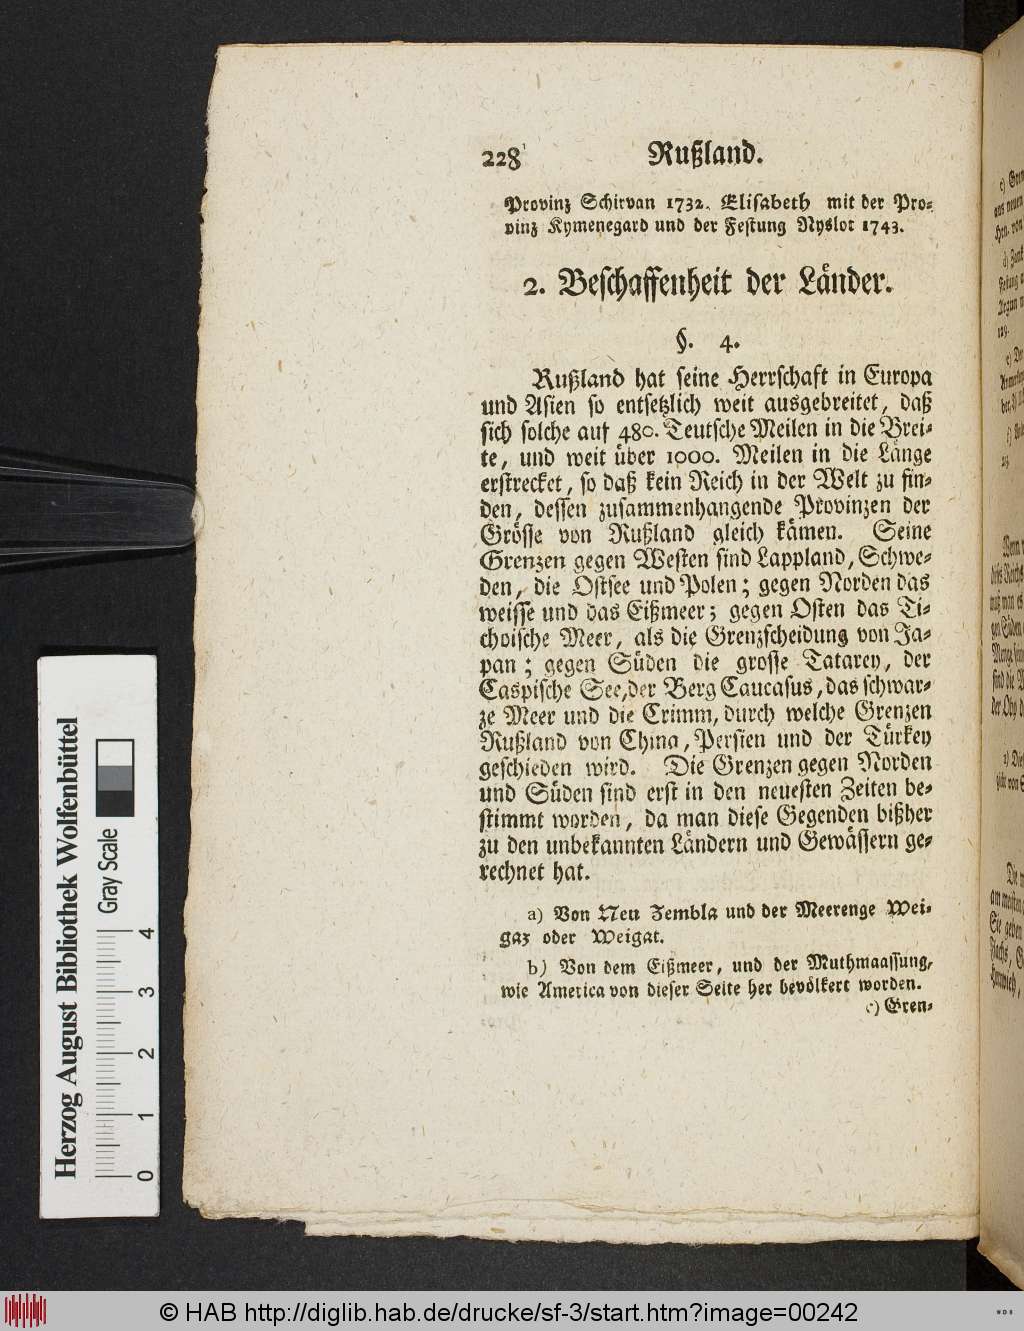 228 Rußland.
Provinz Schirvan 1732. Elisabeth mit der Pro-
vinz Kymenegard und der Festung Nyslot 1743.
2. Beschaffenheit der Länder.
§. 4.
Rußland hat seine Herrschaft in Europa
und Asien so entsetzlich weit ausgebreitet, daß
sich solche auf 480. Teutsche Meilen in die Brei-
te, und weit über 1000. Meilen in die Länge
erstrecket, so daß kein Reich in der Welt zu fin-
den, dessen zusammenhangende Provinzen der
Grösse von Rußland gleich kämen. Seine
Grenzen gegen Westen sind Lappland, Schwe-
den, die Ostsee und Polen; gegen Norden das
weisse und das Eißmeer; gegen Osten das Ti-
choische Meer, als die Grenzscheidung von Ja-
pan; gegen Süden die grosse Tatarey, der
Caspische See, der Berg Caucasus, das schwar-
ze Meer und die Crimm, durch welche Grenzen
Rußland von China, Persien und der Türkey
geschieden wird. Die Grenzen gegen Norden
und Süden sind erst in den neuesten Zeiten be-
stimmt worden, da man diese Gegenden bißher
zu den unbekannten Ländern und Gewässern ge-
rechnet hat.
a) Von Neu Zembla und der Meerenge Wei-
gaz oder Weigat.
b) Von dem Eißmeer, und der Muthmaassung,
wie America von dieser Seite her bevölkert worden.
c) Gren-
Herzog August Bibliothek Wolfenbüttel
Gray Scale
0 1 2 3 4
© HAB http://diglib.hab.de/drucke/sf-3/start.htm?image=00242